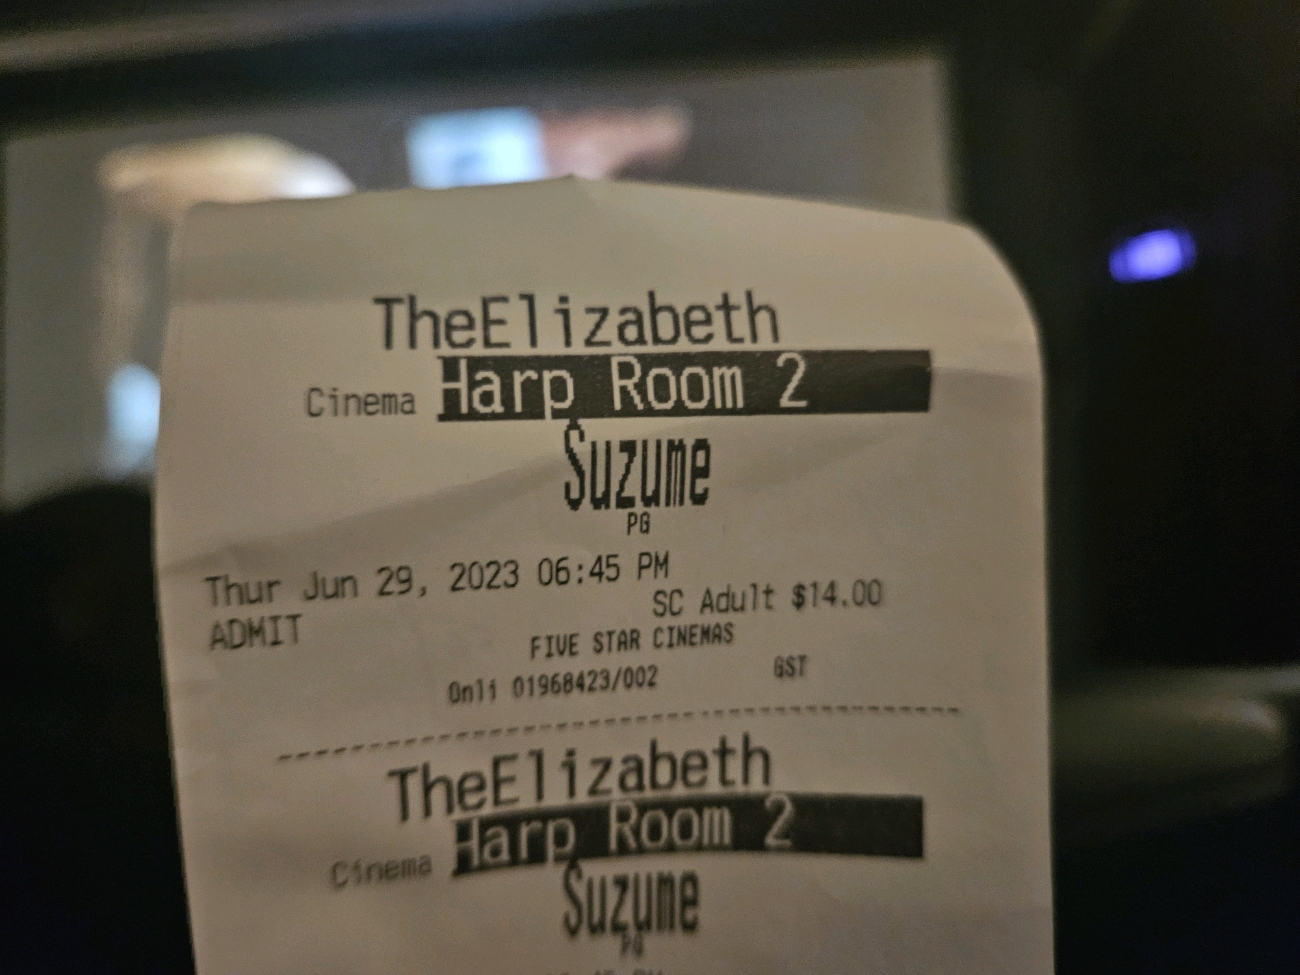 TheElizabeth
Cinema Harp Room 2
Suzume
PG
Thur Jun 29, 2023 06:45 PM
SC Adult $14.00
ADMIT
FIVE STAR CINEMAS
Onli 01968423/002 GST
TheElizabeth
Cinema Harp Room 2
Suzume
PG